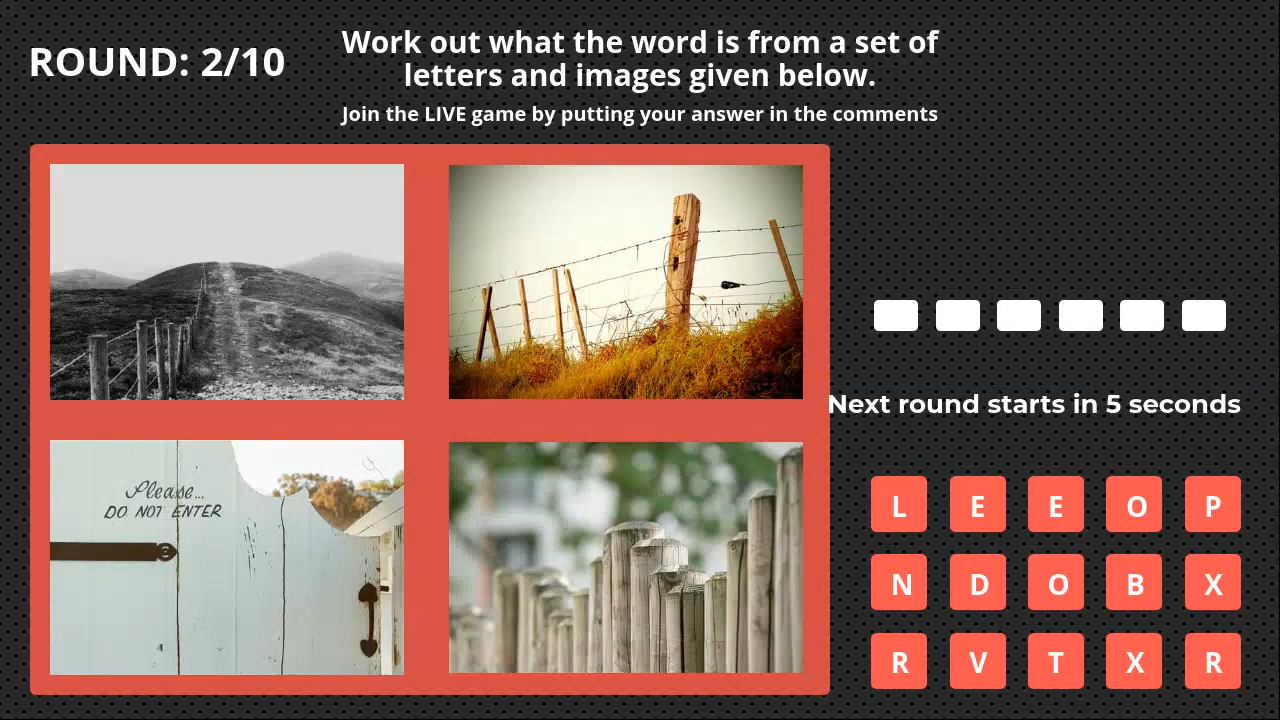 ROUND: 2/10
Work out what the word is from a set of
letters and images given below.
Join the LIVE game by putting your answer in the comments
Please...
DO NOT ENTER
Next round starts in 5 seconds
L E E O P
N D O B X
R V T X R